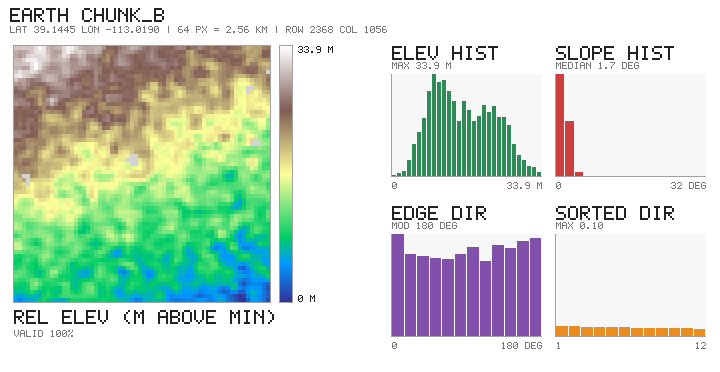 EARTH CHUNK_B
LAT 39.1445 LON -113.0190 | 64 PX = 2.56 KM | ROW 2368 COL 1056
33.9 M
0 M
REL ELEV (M ABOVE MIN)
VALID 100%
ELEV HIST
MAX 33.9 M
0 33.9 M
SLOPE HIST
MEDIAN 1.7 DEG
0 32 DEG
EDGE DIR
MOD 180 DEG
0 180 DEG
SORTED DIR
MAX 0.10
1 12